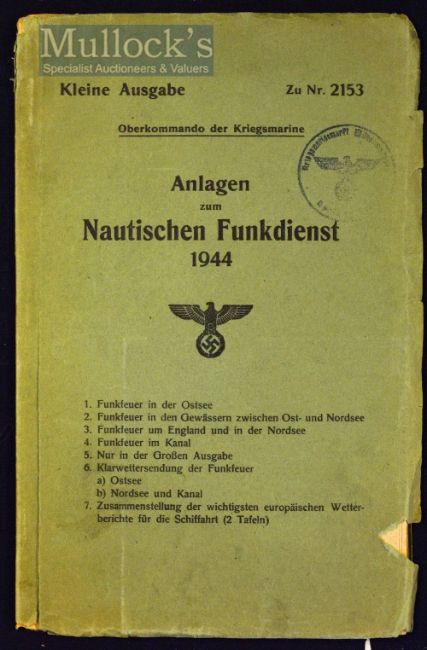 Mullock's
Specialist Auctioneers & Valuers
Kleine Ausgabe Zu Nr. 2153
Oberkommando der Kriegsmarine
Anlagen
zum
Nautischen Funkdienst
1944
1. Funkfeuer in der Ostsee
2. Funkfeuer in den Gewässern zwischen Ost- und Nordsee
3. Funkfeuer um England und in der Nordsee
4. Funkfeuer im Kanal
5. Nur in der Großen Ausgabe
6. Klarwettersendung der Funkfeuer
a) Ostsee
b) Nordsee und Kanal
7. Zusammenstellung der wichtigsten europäischen Wetter-
berichte für die Schiffahrt (2 Tafeln)